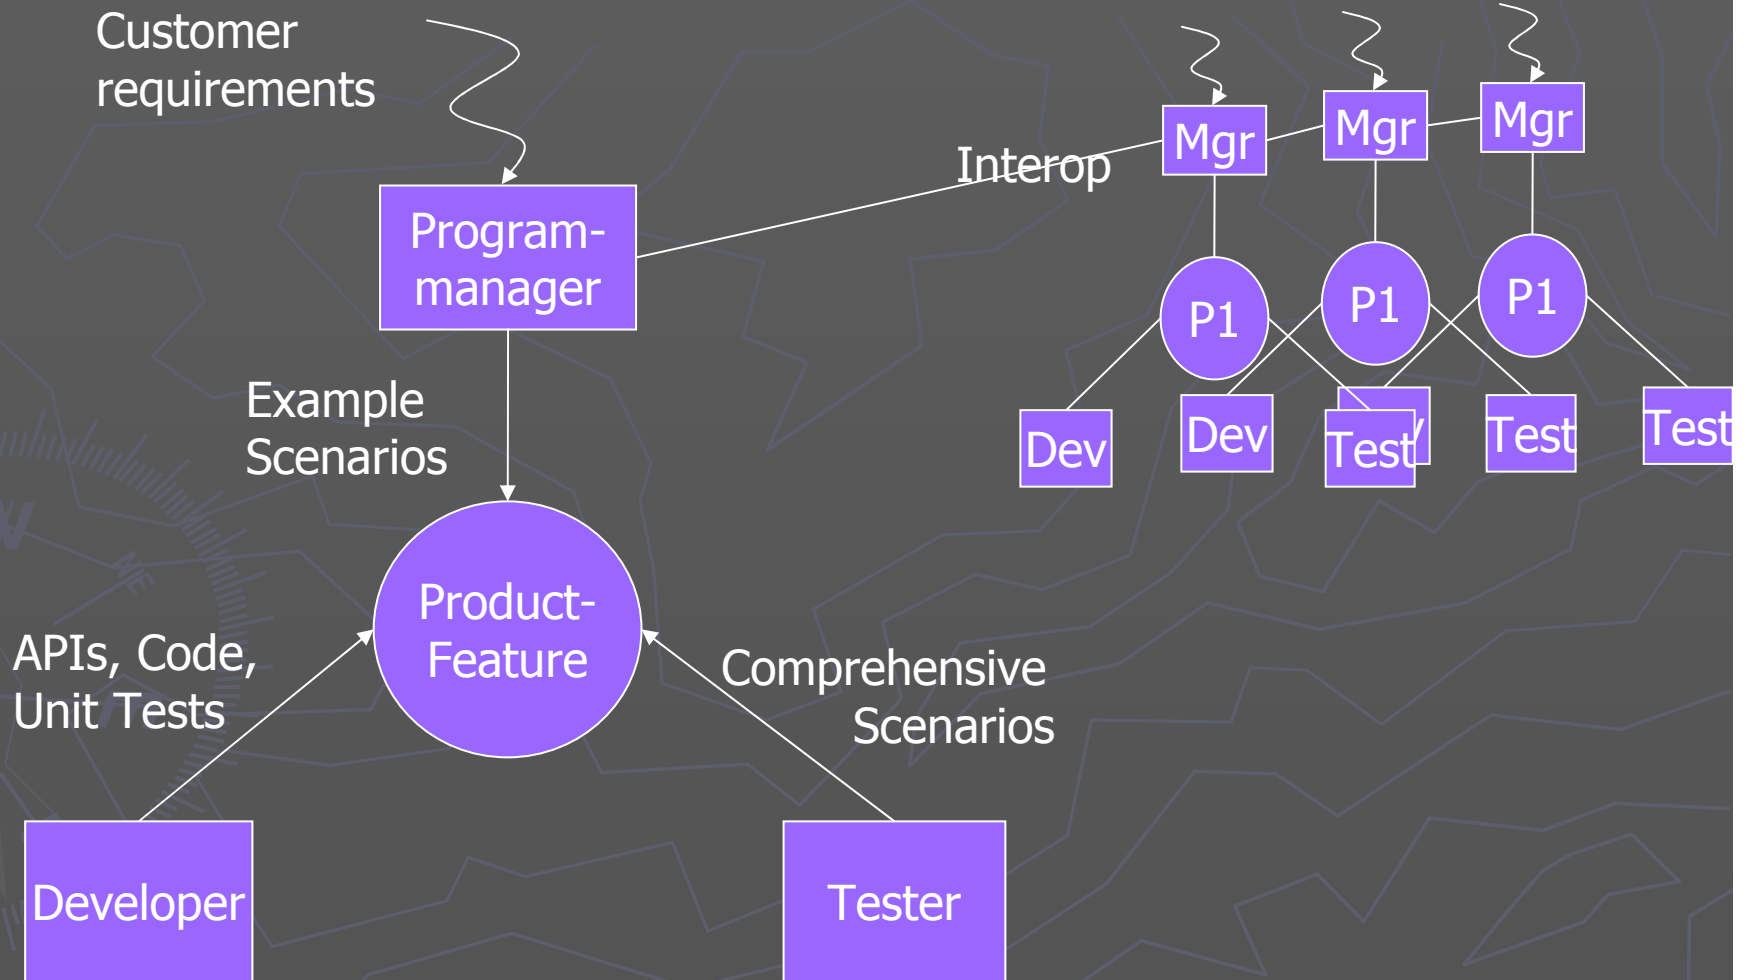 Customer
requirements
Mgr
Mgr
Mgr
Interop
Program-
manager
P1
P1
P1
Example
Scenarios
Dev
Dev
Test
Test
Test
Product-
Feature
APIs, Code,
Unit Tests
Comprehensive
Scenarios
Developer
Tester